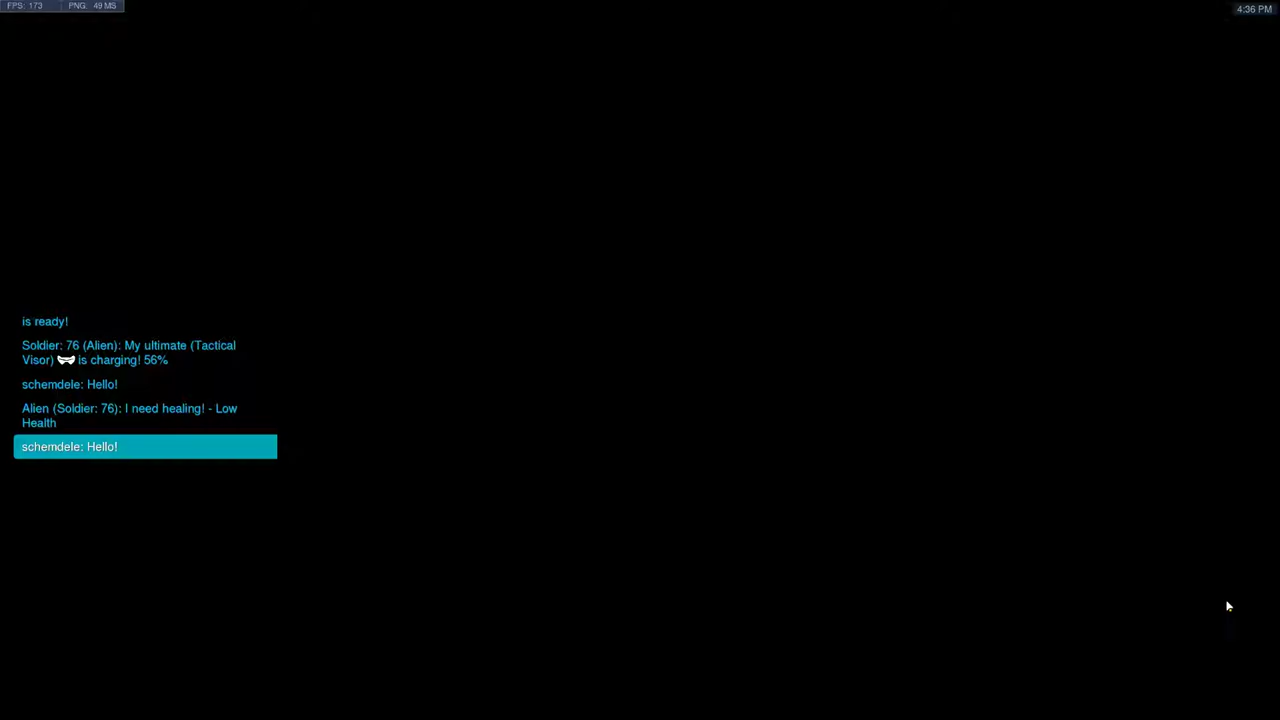 FPS: 173 PNG: 49 MS
4:36 PM
is ready!
Soldier: 76 (Alien): My ultimate (Tactical
Visor) is charging! 56%
schemdele: Hello!
Alien (Soldier: 76): I need healing! - Low
Health
schemdele: Hello!